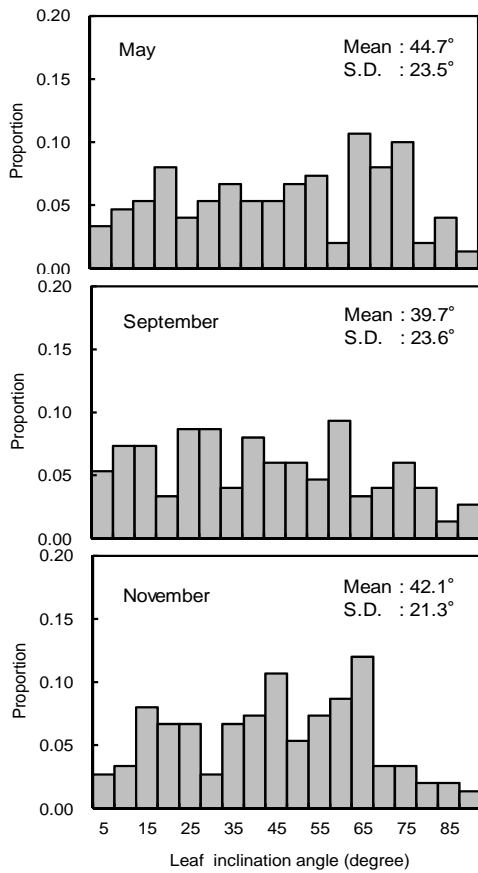 0.20
May
Mean : 44.7°
S.D. : 23.5°
0.15
0.10
0.05
0.00
Proportion
0.20
September
Mean : 39.7°
S.D. : 23.6°
0.15
0.10
0.05
0.00
Proportion
0.20
November
Mean : 42.1°
S.D. : 21.3°
0.15
0.10
0.05
0.00
Proportion
5 15 25 35 45 55 65 75 85
Leaf inclination angle (degree)